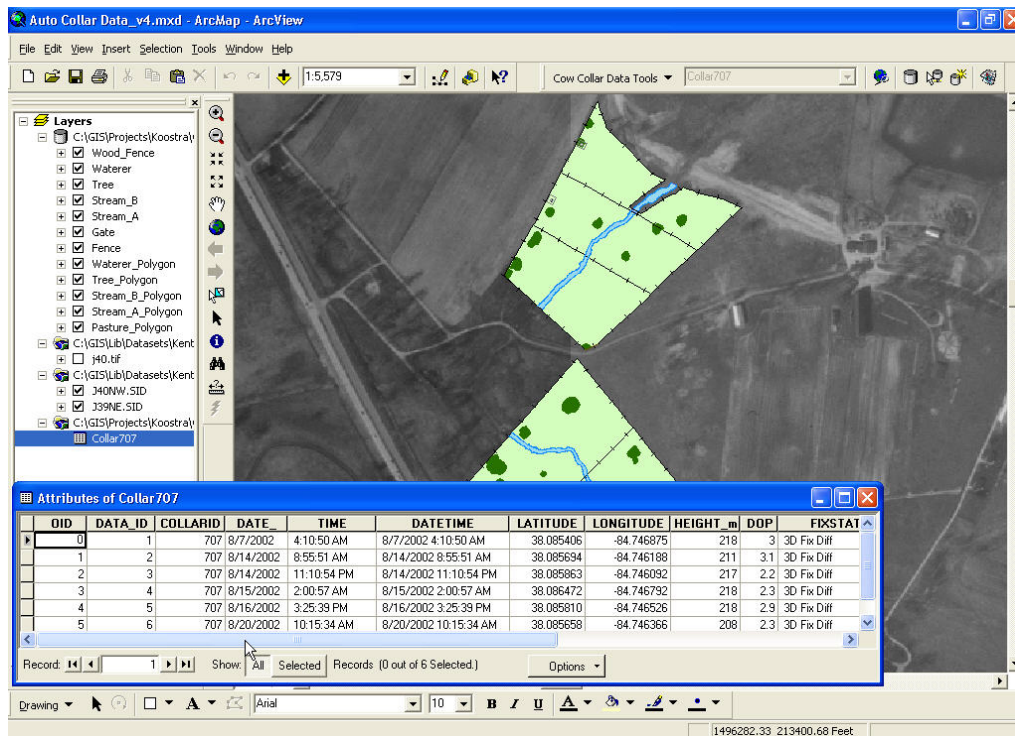 Auto Collar Data_v4.mxd - ArcMap - ArcView
File Edit View Insert Selection Tools Window Help
1:5,579 Cow Collar Data Tools Collar707
Layers
C:\GIS\Projects\Koostra\
Wood_Fence
Waterer
Tree
Stream_B
Stream_A
Gate
Fence
Waterer_Polygon
Tree_Polygon
Stream_B_Polygon
Stream_A_Polygon
Pasture_Polygon
C:\GIS\Lib\Datasets\Kent
j40.tif
C:\GIS\Lib\Datasets\Kent
J40NW.SID
J39NE.SID
C:\GIS\Projects\Koostra\
Collar707
Attributes of Collar707
OID DATA_ID COLLARID DATE_ TIME DATETIME LATITUDE LONGITUDE HEIGHT_m DOP FIXSTAT
0 1 707 8/7/2002 4:10:50 AM 8/7/2002 4:10:50 AM 38.085406 -84.746875 218 3 3D Fix Diff
1 2 707 8/14/2002 8:55:51 AM 8/14/2002 8:55:51 AM 38.085694 -84.746188 211 3.1 3D Fix Diff
2 3 707 8/14/2002 11:10:54 PM 8/14/2002 11:10:54 PM 38.085863 -84.746092 217 2.2 3D Fix Diff
3 4 707 8/15/2002 2:00:57 AM 8/15/2002 2:00:57 AM 38.086472 -84.746792 218 2.3 3D Fix Diff
4 5 707 8/16/2002 3:25:39 PM 8/16/2002 3:25:39 PM 38.085810 -84.746526 218 2.9 3D Fix Diff
5 6 707 8/20/2002 10:15:34 AM 8/20/2002 10:15:34 AM 38.085658 -84.746366 208 2.3 3D Fix Diff
Record: 1 Show: All Selected Records (0 out of 6 Selected.) Options
Drawing A Arial 10 B I U A
1496282.33 213400.68 Feet